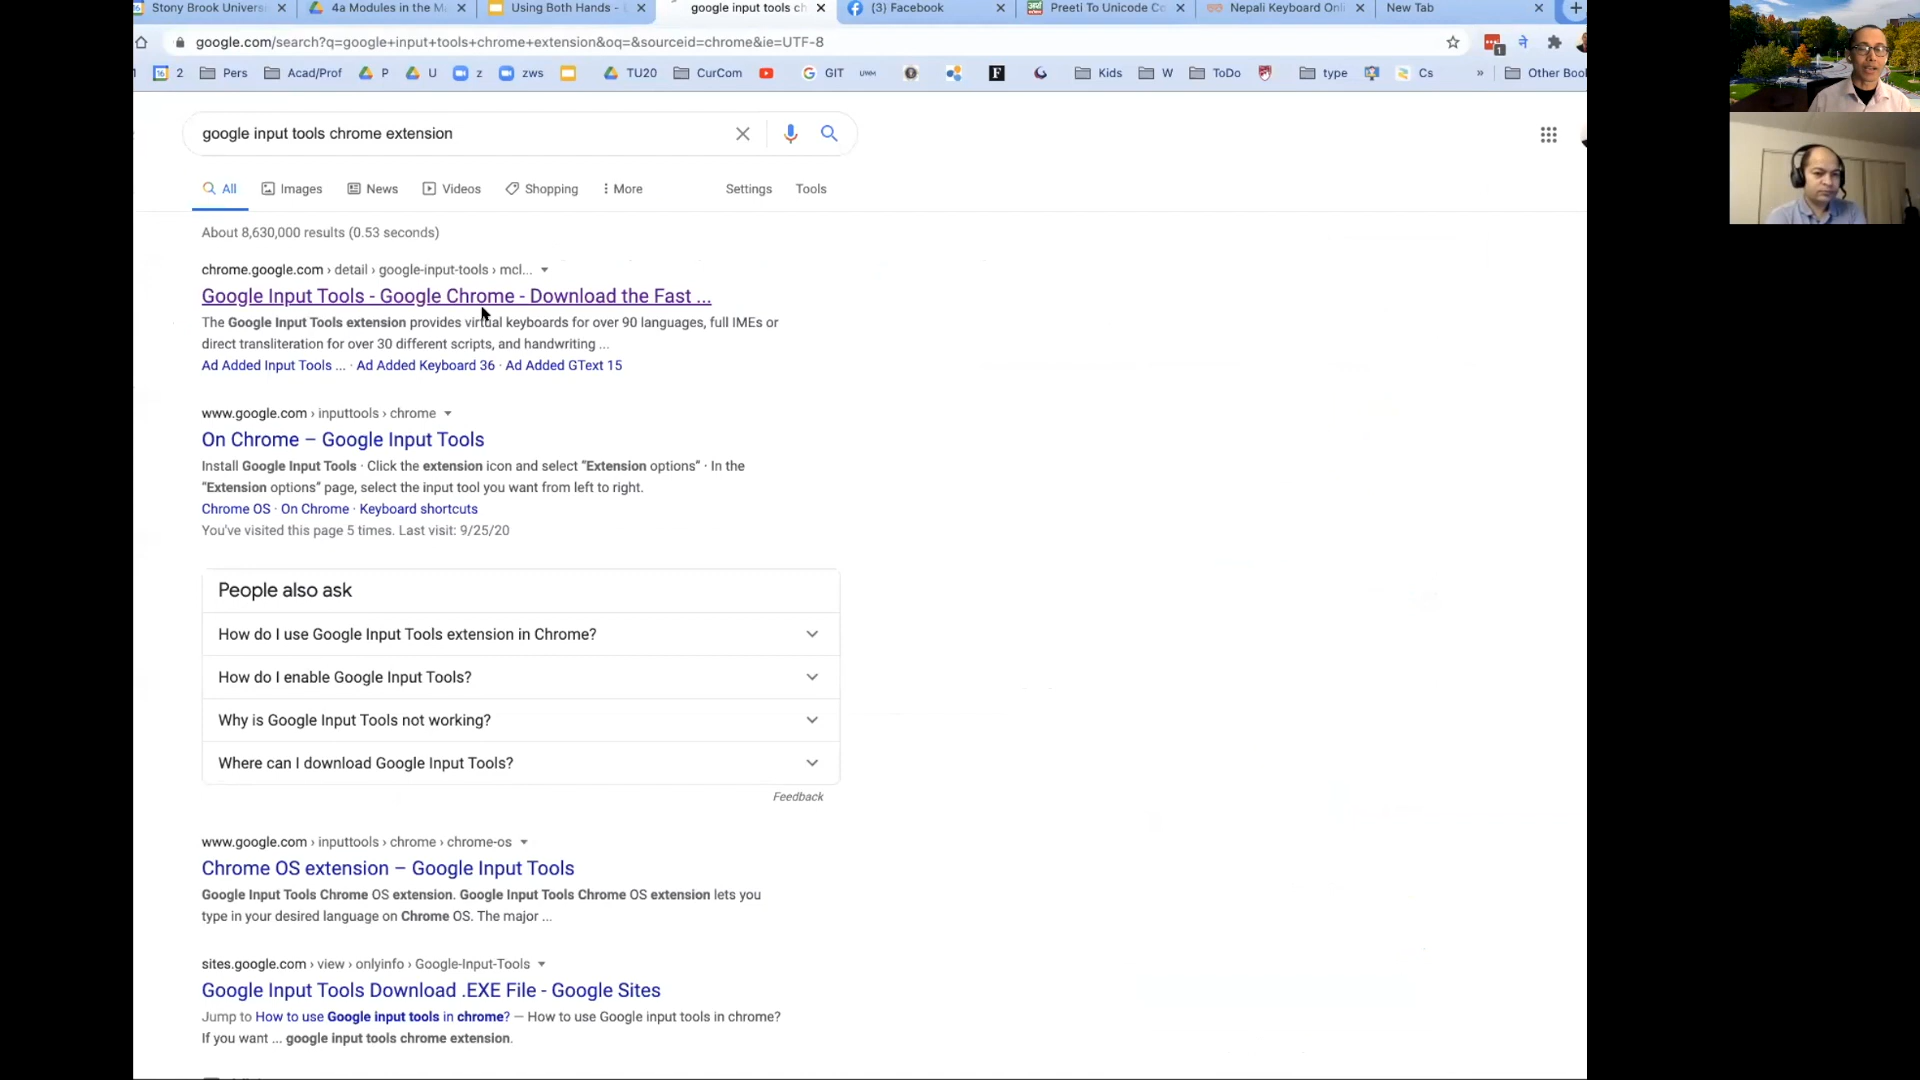 Stony Brook Univers
4a Modules in the M
Using Both Hands -
google input tools ch
(3) Facebook
Preeti To Unicode Co
Nepali Keyboard Onl
New Tab
google.com/search?q=google+input+tools+chrome+extension&oq=&sourceid=chrome&ie=UTF-8
2 Pers Acad/Prof P U z zws TU20 CurCom GIT UWM Kids W ToDo type Cs » Other Boo
google input tools chrome extension
All Images News Videos Shopping More Settings Tools
About 8,630,000 results (0.53 seconds)
chrome.google.com › detail › google-input-tools › mcl...
Google Input Tools - Google Chrome - Download the Fast ...
The Google Input Tools extension provides virtual keyboards for over 90 languages, full IMEs or
direct transliteration for over 30 different scripts, and handwriting ...
Ad Added Input Tools ... · Ad Added Keyboard 36 · Ad Added GText 15
www.google.com › inputtools › chrome
On Chrome – Google Input Tools
Install Google Input Tools · Click the extension icon and select “Extension options” · In the
“Extension options” page, select the input tool you want from left to right.
Chrome OS · On Chrome · Keyboard shortcuts
You've visited this page 5 times. Last visit: 9/25/20
People also ask
How do I use Google Input Tools extension in Chrome?
How do I enable Google Input Tools?
Why is Google Input Tools not working?
Where can I download Google Input Tools?
Feedback
www.google.com › inputtools › chrome › chrome-os
Chrome OS extension – Google Input Tools
Google Input Tools Chrome OS extension. Google Input Tools Chrome OS extension lets you
type in your desired language on Chrome OS. The major ...
sites.google.com › view › onlyinfo › Google-Input-Tools
Google Input Tools Download .EXE File - Google Sites
Jump to How to use Google input tools in chrome? — How to use Google input tools in chrome?
If you want ... google input tools chrome extension.